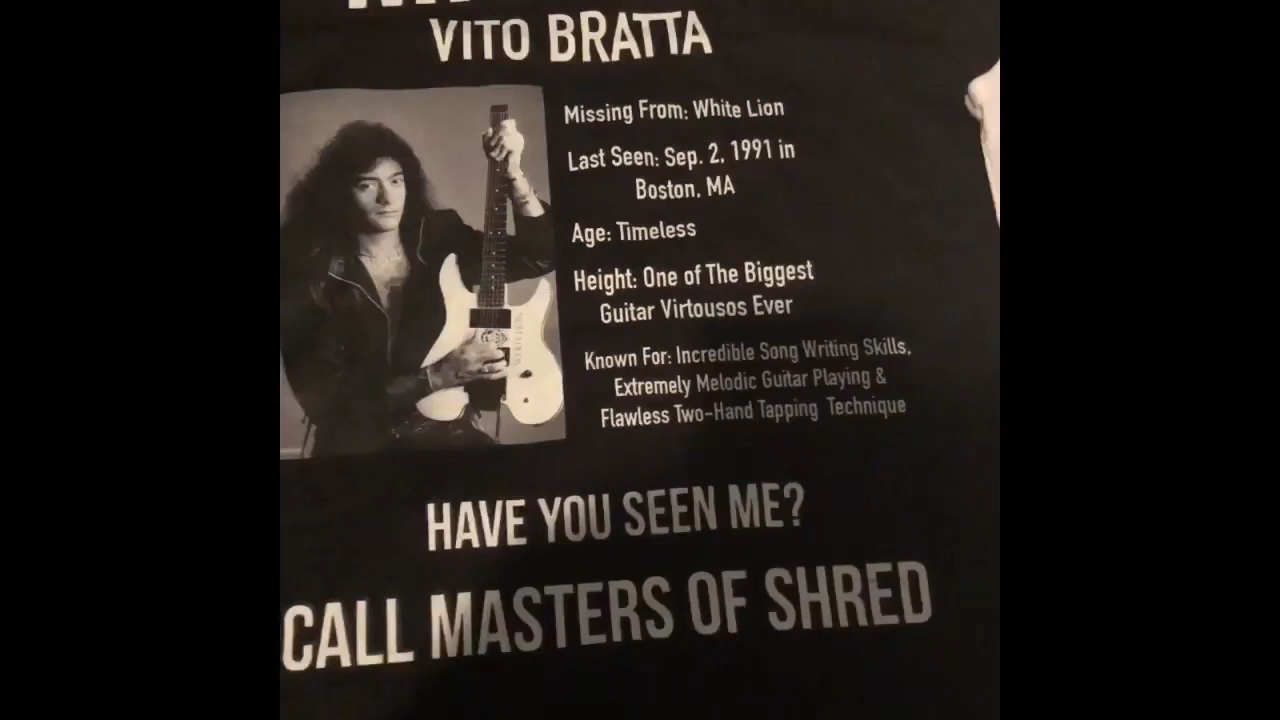 VITO BRATTA
Missing From: White Lion
Last Seen: Sep. 2, 1991 in
Boston, MA
Age: Timeless
Height: One of The Biggest
Guitar Virtousos Ever
Known For: Incredible Song Writing Skills,
Extremely Melodic Guitar Playing &
Flawless Two-Hand Tapping Technique
HAVE YOU SEEN ME?
CALL MASTERS OF SHRED